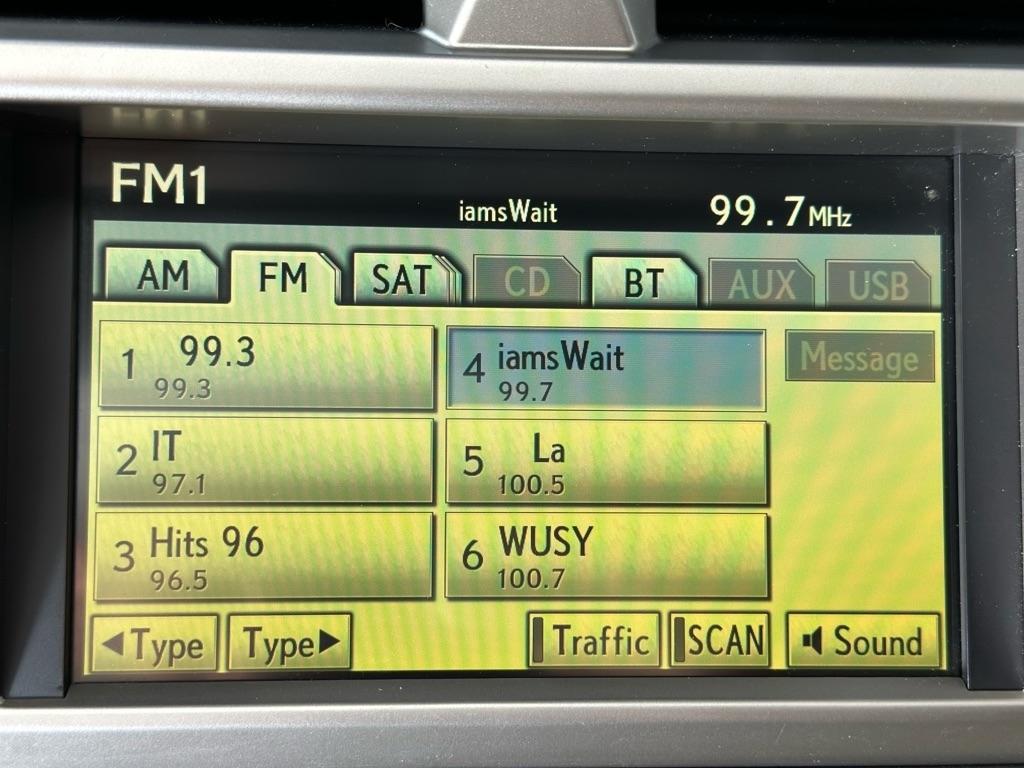 FM1
iamsWait
99.7MHz
AM FM SAT CD BT AUX USB
1 99.3
99.3
4 iamsWait
99.7
Message
2 IT
97.1
5 La
100.5
3 Hits 96
96.5
6 WUSY
100.7
◀Type Type▶ Traffic SCAN Sound